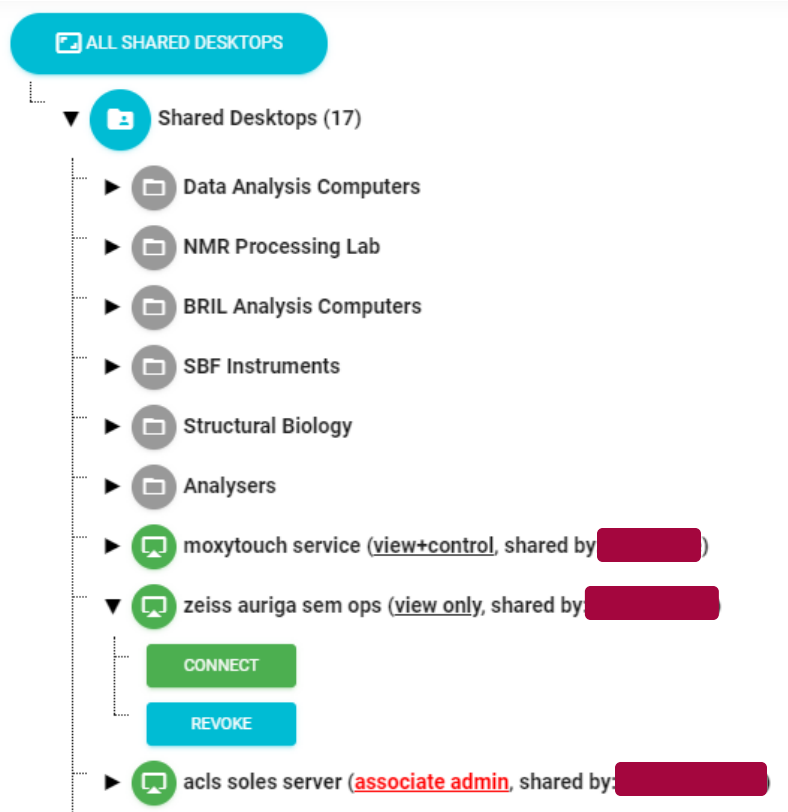 ALL SHARED DESKTOPS
Shared Desktops (17)
Data Analysis Computers
NMR Processing Lab
BRIL Analysis Computers
SBF Instruments
Structural Biology
Analysers
moxytouch service (view+control, shared by )
zeiss auriga sem ops (view only, shared by: )
CONNECT
REVOKE
acls soles server (associate admin, shared by: )